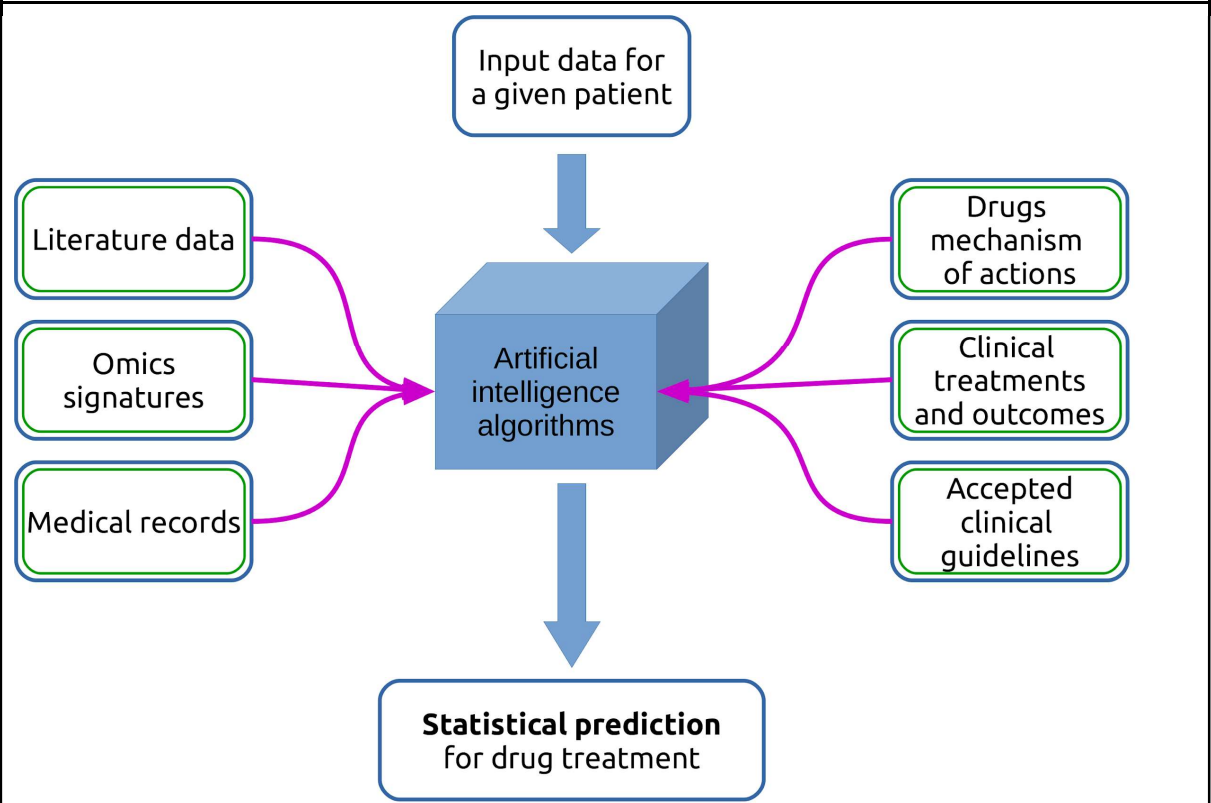 Input data for
a given patient
Literature data
Omics
signatures
Medical records
Artificial
intelligence
algorithms
Drugs
mechanism
of actions
Clinical
treatments
and outcomes
Accepted
clinical
guidelines
Statistical prediction
for drug treatment